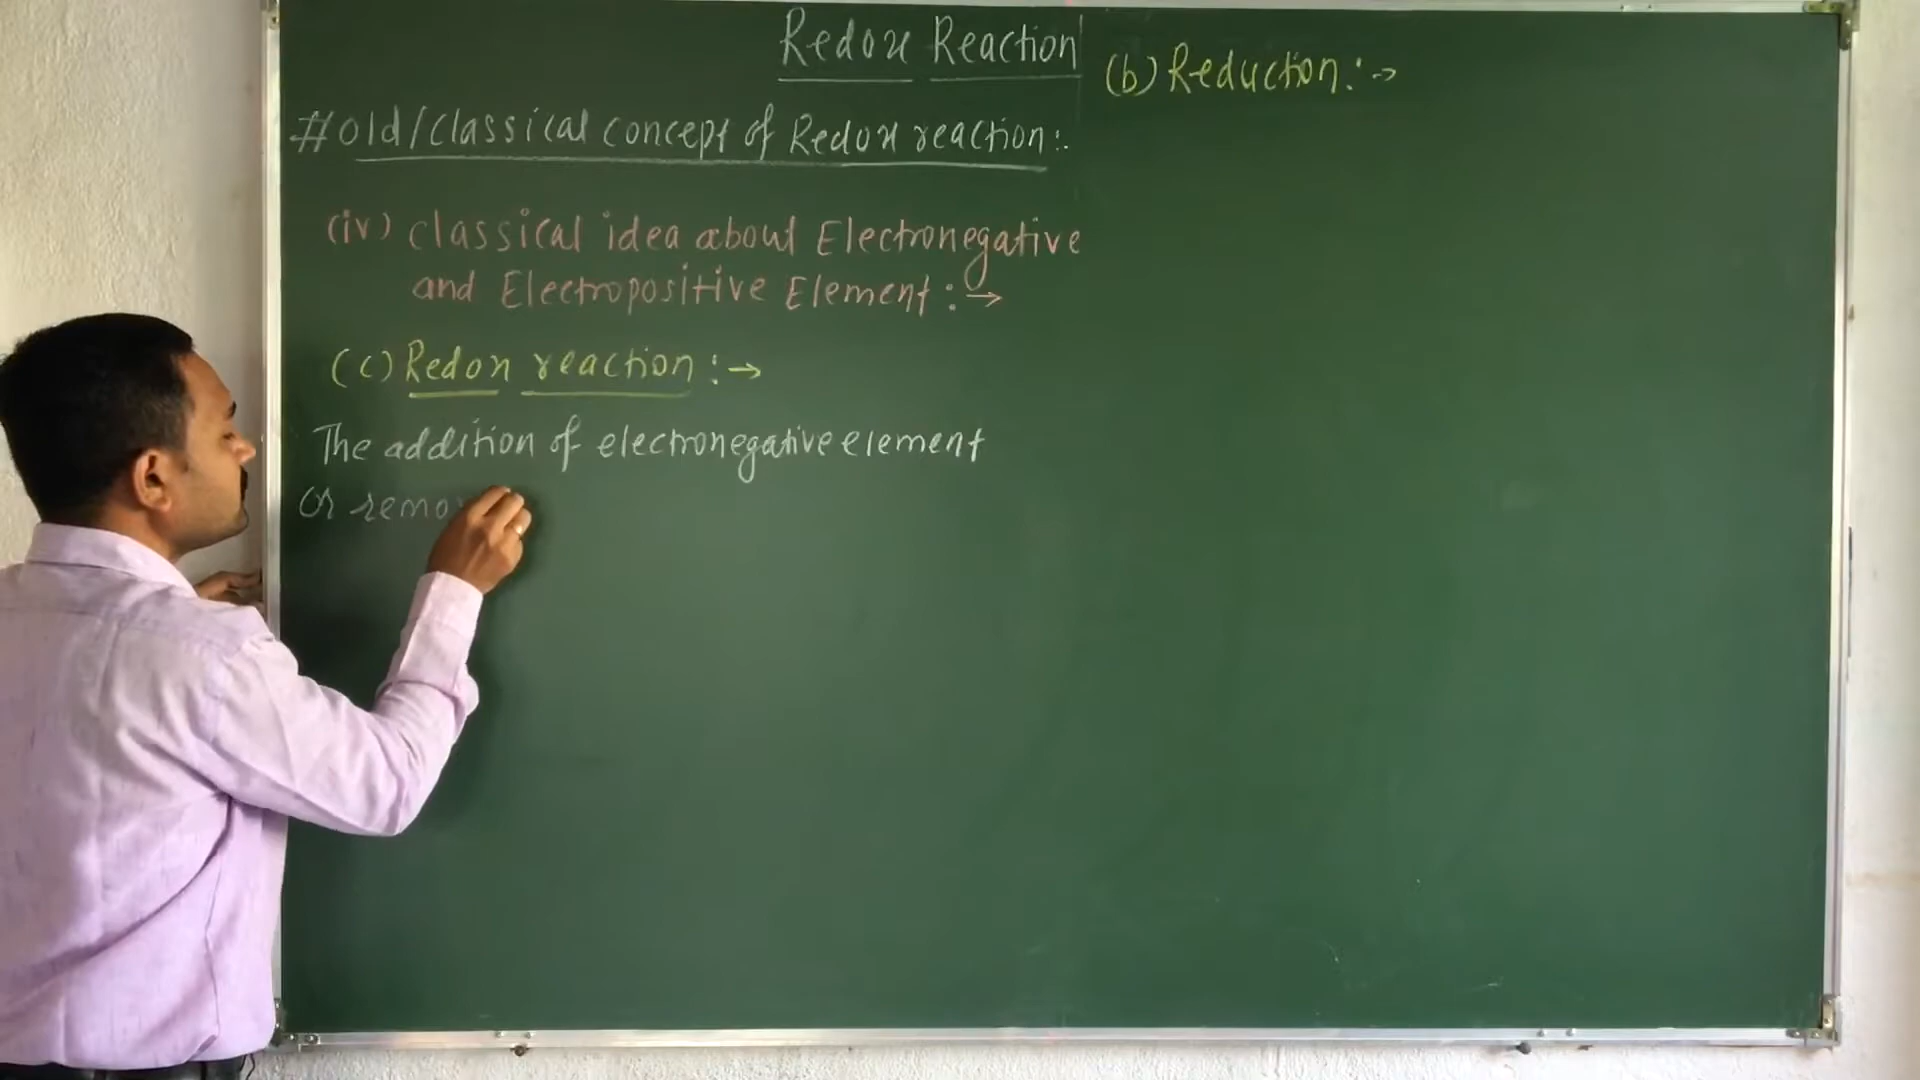 Redox Reaction
(b) Reduction:→
#Old/Classical concept of Redox reaction:.
(iv) Classical idea about Electronegative
and Electropositive Element:→
(c) Redox reaction:→
The addition of electronegative element
Or remo